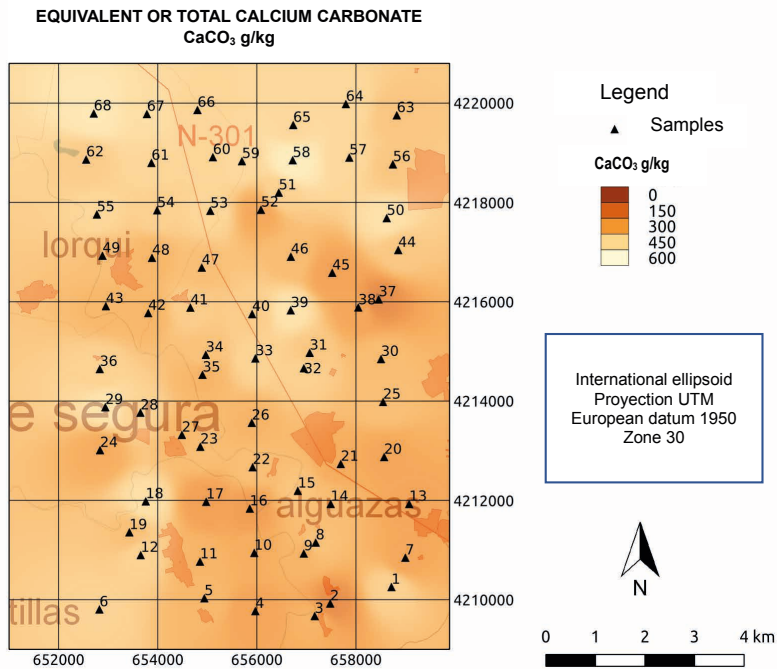 EQUIVALENT OR TOTAL CALCIUM CARBONATE
CaCO₃ g/kg
68 67 66 65 64 63
4220000
N-301
62 61 60 59 58 57 56
51
55 54 53 52 50
4218000
lorqui
49 48 47 46 45 44
43 42 41 40 39 38 37
4216000
36 35 34 33 32 31 30
29 28 27 26 25
4214000
e segura
24 23 22 21 20
18 17 16 15 14 13
4212000
alguazas
19 12 11 10 9 8 7
6 5 4 3 2 1
4210000
tillas
652000 654000 656000 658000
Legend
Samples
CaCO₃ g/kg
0
150
300
450
600
International ellipsoid
Proyection UTM
European datum 1950
Zone 30
N
0 1 2 3 4 km